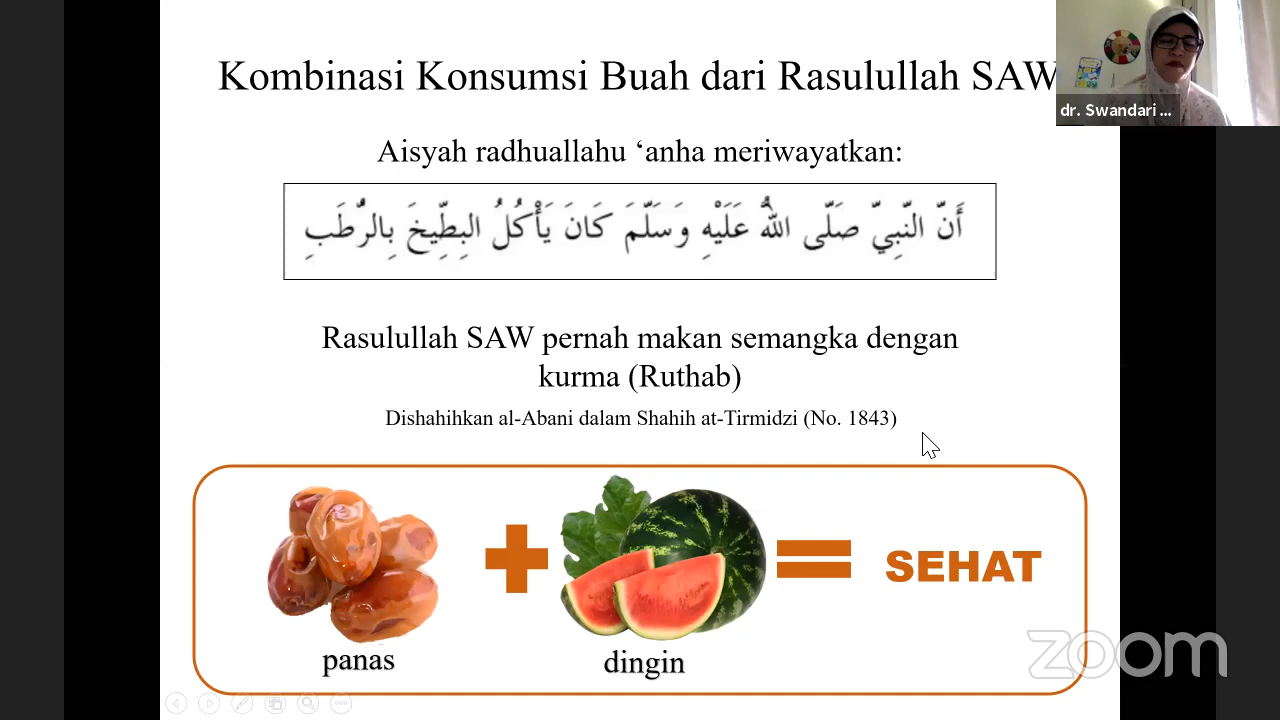 Kombinasi Konsumsi Buah dari Rasulullah SAW
dr. Swandari ...
Aisyah radhuallahu ‘anha meriwayatkan:
أَنَّ النَّبِيَّ صَلَّى اللهُ عَلَيْهِ وَسَلَّمَ كَانَ يَأْكُلُ البِطِّيخَ بِالرُّطَبِ
Rasulullah SAW pernah makan semangka dengan
kurma (Ruthab)
Dishahihkan al-Abani dalam Shahih at-Tirmidzi (No. 1843)
SEHAT
panas
dingin
zoom